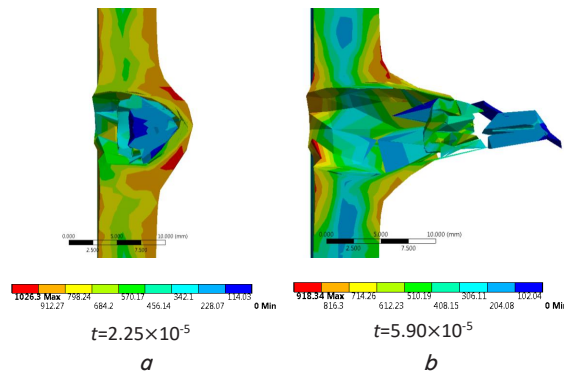 0.000 5.000 10.000 (mm)
2.500 7.500
0.000 5.000 10.000 (mm)
2.500 7.500
1026.3 Max 798.24 570.17 342.1 114.03
912.27 684.2 456.14 228.07 0 Min
918.34 Max 714.26 510.19 306.11 102.04
816.3 612.23 408.15 204.08 0 Min
t=2.25×10⁻⁵
t=5.90×10⁻⁵
a
b